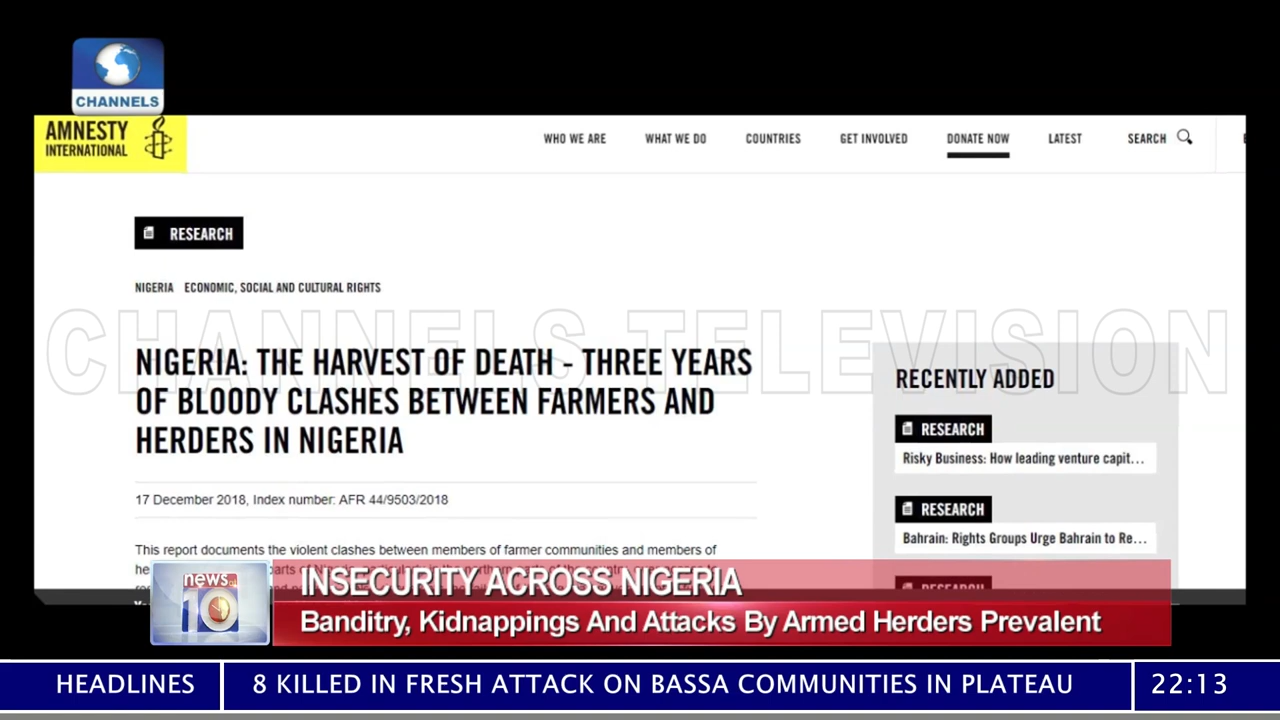 CHANNELS
AMNESTY
INTERNATIONAL
WHO WE ARE WHAT WE DO COUNTRIES GET INVOLVED DONATE NOW LATEST SEARCH
RESEARCH
NIGERIA ECONOMIC, SOCIAL AND CULTURAL RIGHTS
CHANNELS TELEVISION
NIGERIA: THE HARVEST OF DEATH - THREE YEARS
OF BLOODY CLASHES BETWEEN FARMERS AND
HERDERS IN NIGERIA
17 December 2018, Index number: AFR 44/9503/2018
This report documents the violent clashes between members of farmer communities and members of
RECENTLY ADDED
RESEARCH
Risky Business: How leading venture capit...
RESEARCH
Bahrain: Rights Groups Urge Bahrain to Re...
RESEARCH
news at
10
INSECURITY ACROSS NIGERIA
Banditry, Kidnappings And Attacks By Armed Herders Prevalent
HEADLINES 8 KILLED IN FRESH ATTACK ON BASSA COMMUNITIES IN PLATEAU 22:13